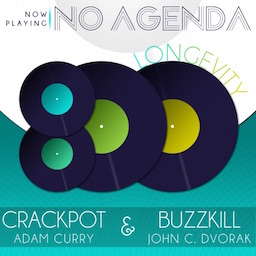 NOW
PLAYING
NO AGENDA
LONGEVITY
CRACKPOT & BUZZKILL
ADAM CURRY JOHN C. DVORAK